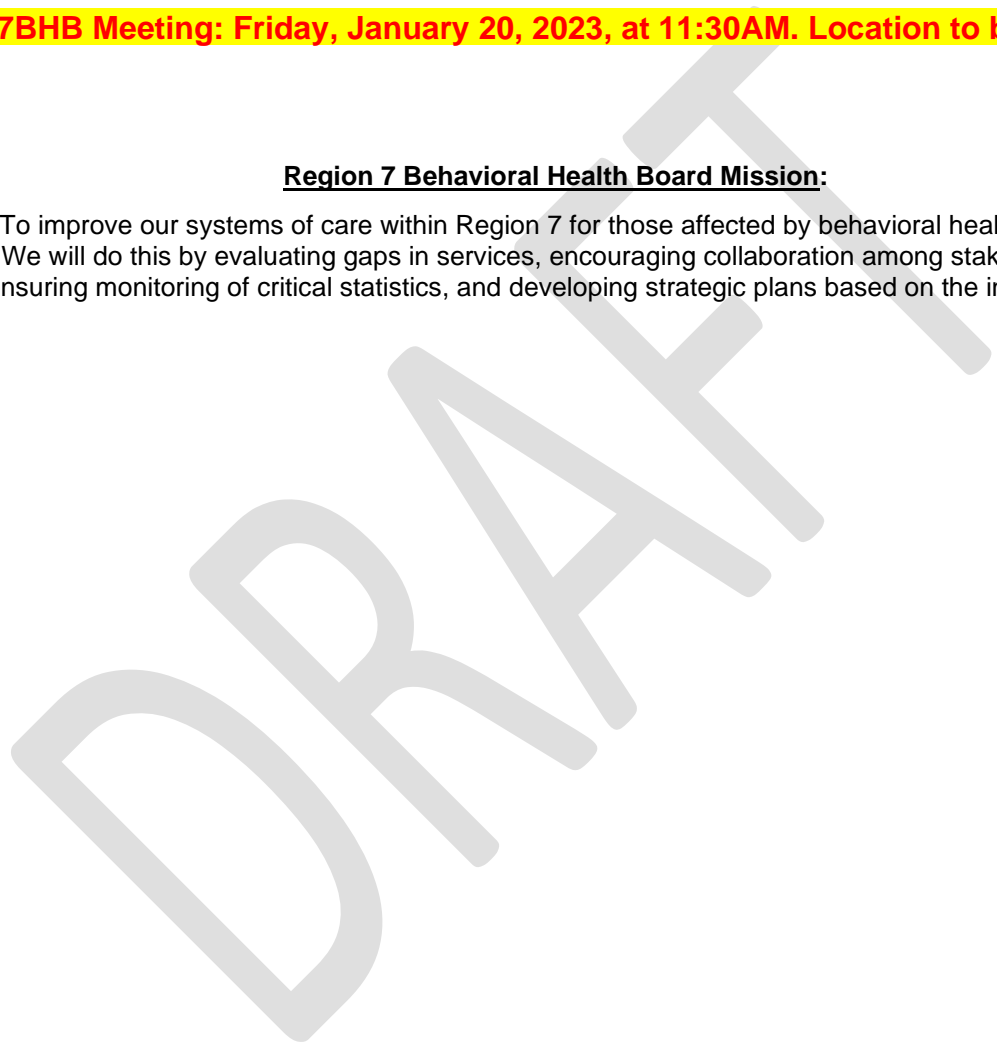 7BHB Meeting: Friday, January 20, 2023, at 11:30AM. Location to
Region 7 Behavioral Health Board Mission:
To improve our systems of care within Region 7 for those affected by behavioral
We will do this by evaluating gaps in services, encouraging collaboration among
monitoring of critical statistics, and developing strategic plans based on the
DRAFT